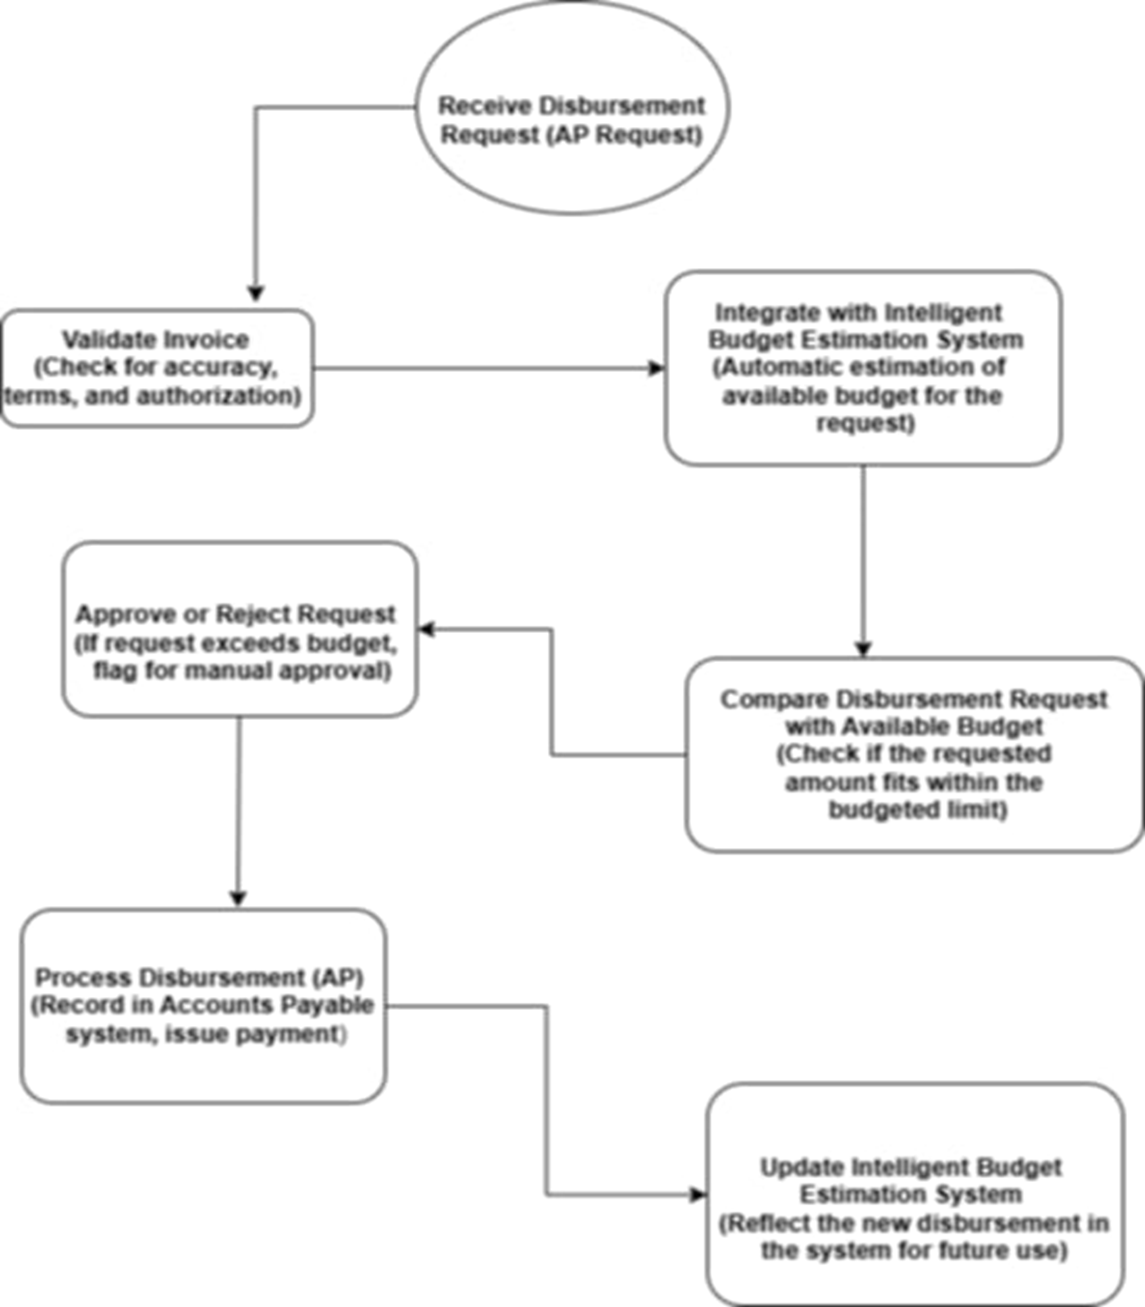 Receive Disbursement
Request (AP Request)
Validate Invoice
(Check for accuracy,
terms, and authorization)
Integrate with Intelligent
Budget Estimation System
(Automatic estimation of
available budget for the
request)
Approve or Reject Request
(If request exceeds budget,
flag for manual approval)
Compare Disbursement Request
with Available Budget
(Check if the requested
amount fits within the
budgeted limit)
Process Disbursement (AP)
(Record in Accounts Payable
system, issue payment)
Update Intelligent Budget
Estimation System
(Reflect the new disbursement in
the system for future use)